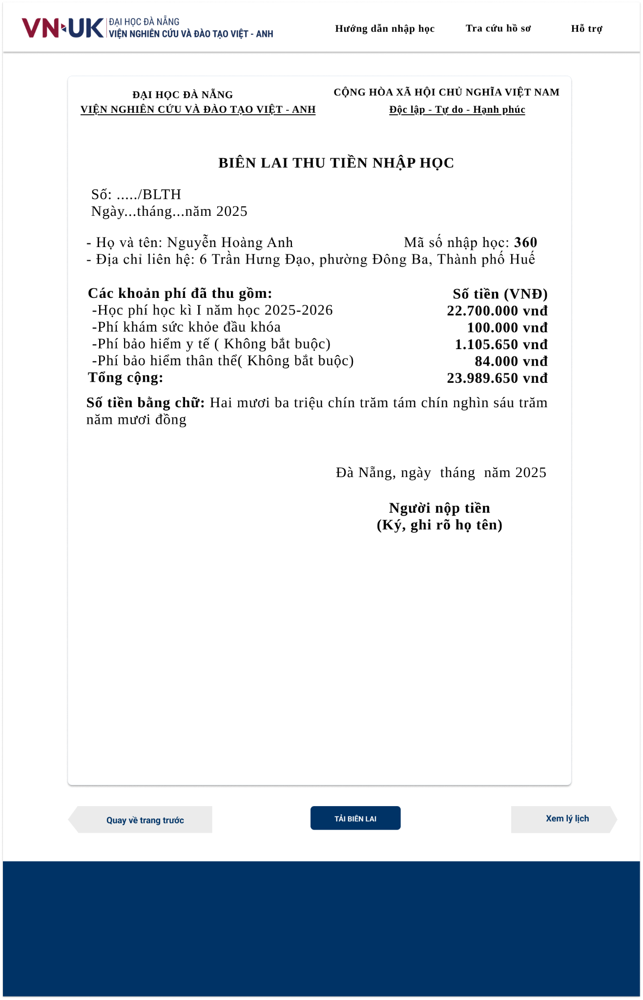 VN-UK ĐẠI HỌC ĐÀ NẴNG
VIỆN NGHIÊN CỨU VÀ ĐÀO TẠO VIỆT - ANH
Hướng dẫn nhập học
Tra cứu hồ sơ
Hỗ trợ
ĐẠI HỌC ĐÀ NẴNG
VIỆN NGHIÊN CỨU VÀ ĐÀO TẠO VIỆT - ANH
CỘNG HÒA XÃ HỘI CHỦ NGHĨA VIỆT NAM
Độc lập - Tự do - Hạnh phúc
BIÊN LAI THU TIỀN NHẬP HỌC
Số: ...../BLTH
Ngày...tháng...năm 2025
- Họ và tên: Nguyễn Hoàng Anh Mã số nhập học: 360
- Địa chỉ liên hệ: 6 Trần Hưng Đạo, phường Đông Ba, Thành phố Huế
Các khoản phí đã thu gồm: Số tiền (VNĐ)
-Học phí học kì I năm học 2025-2026 22.700.000 vnđ
-Phí khám sức khỏe đầu khóa 100.000 vnđ
-Phí bảo hiểm y tế ( Không bắt buộc) 1.105.650 vnđ
-Phí bảo hiểm thân thể( Không bắt buộc) 84.000 vnđ
Tổng cộng: 23.989.650 vnđ
Số tiền bằng chữ: Hai mươi ba triệu chín trăm tám chín nghìn sáu trăm
năm mươi đồng
Đà Nẵng, ngày  tháng  năm 2025
Người nộp tiền
(Ký, ghi rõ họ tên)
Quay về trang trước
TẢI BIÊN LAI
Xem lý lịch